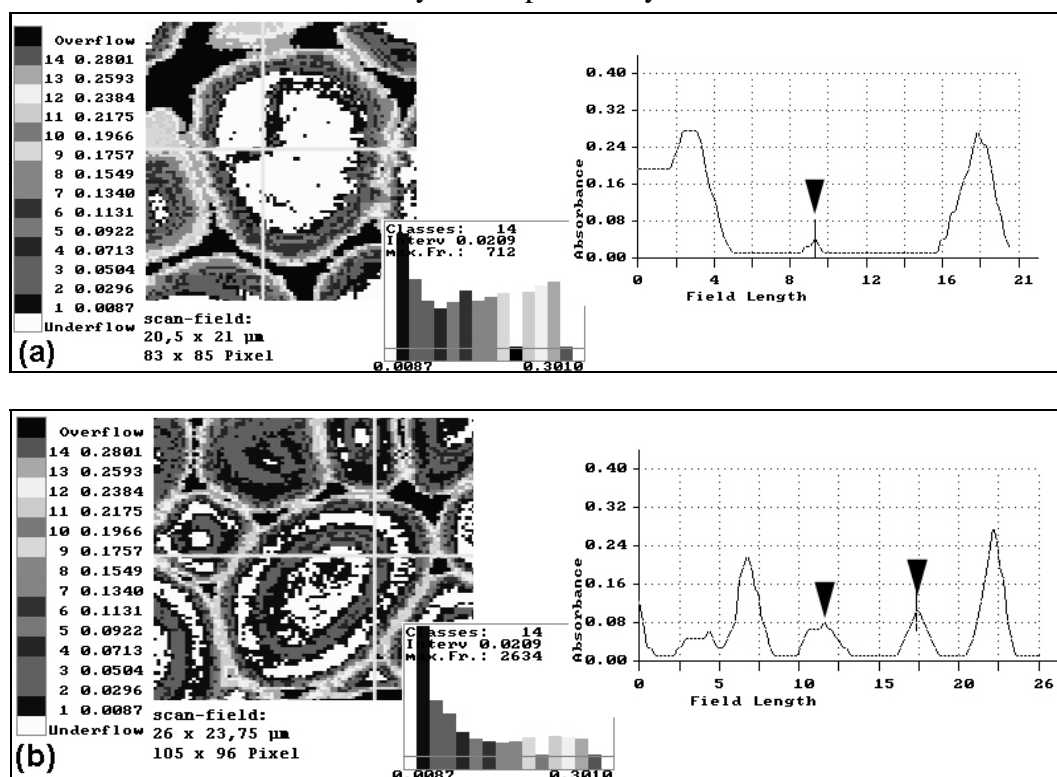 Overflow
14 0.2801
13 0.2593
12 0.2384
11 0.2175
10 0.1966
9 0.1757
8 0.1549
7 0.1340
6 0.1131
5 0.0922
4 0.0713
3 0.0504
2 0.0296
1 0.0087
Underflow
(a)
scan-field:
20,5 x 21 µm
83 x 85 Pixel
Classes: 14
Interv 0.0209
max.Fr.: 712
0.0087 0.3010
Absorbance
0.40
0.32
0.24
0.16
0.08
0.00
0 4 8 12 14 18 21
Field Length
Overflow
14 0.2801
13 0.2593
12 0.2384
11 0.2175
10 0.1966
9 0.1757
8 0.1549
7 0.1340
6 0.1131
5 0.0922
4 0.0713
3 0.0504
2 0.0296
1 0.0087
Underflow
(b)
scan-field:
26 x 23,75 µm
105 x 96 Pixel
Classes: 14
Interv 0.0209
max.Fr.: 2634
0.0087 0.3010
Absorbance
0.40
0.32
0.24
0.16
0.08
0.00
0 5 10 15 22 26
Field Length